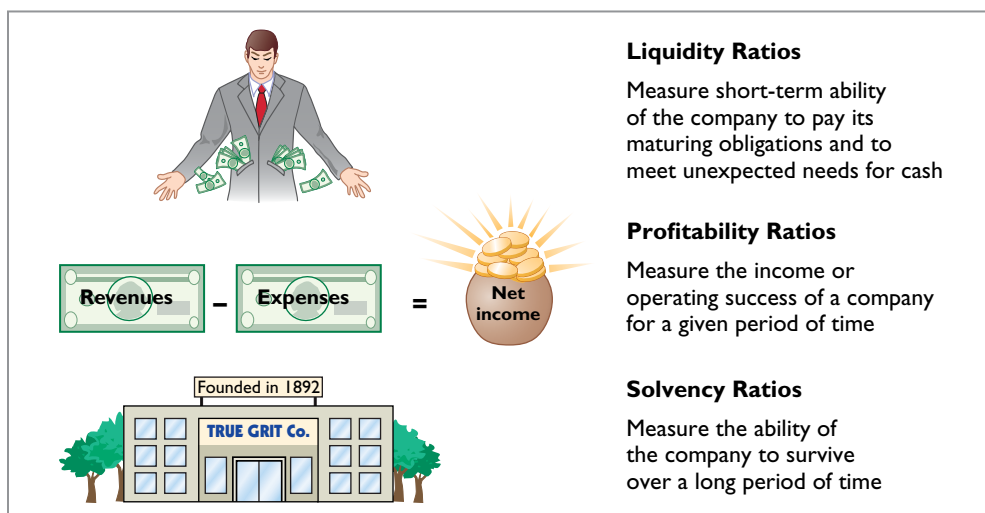 Liquidity Ratios
Measure short-term ability
of the company to pay its
maturing obligations and to
meet unexpected needs for cash
Revenues – Expenses = Net income
Profitability Ratios
Measure the income or
operating success of a company
for a given period of time
Founded in 1892
TRUE GRIT Co.
Solvency Ratios
Measure the ability of
the company to survive
over a long period of time